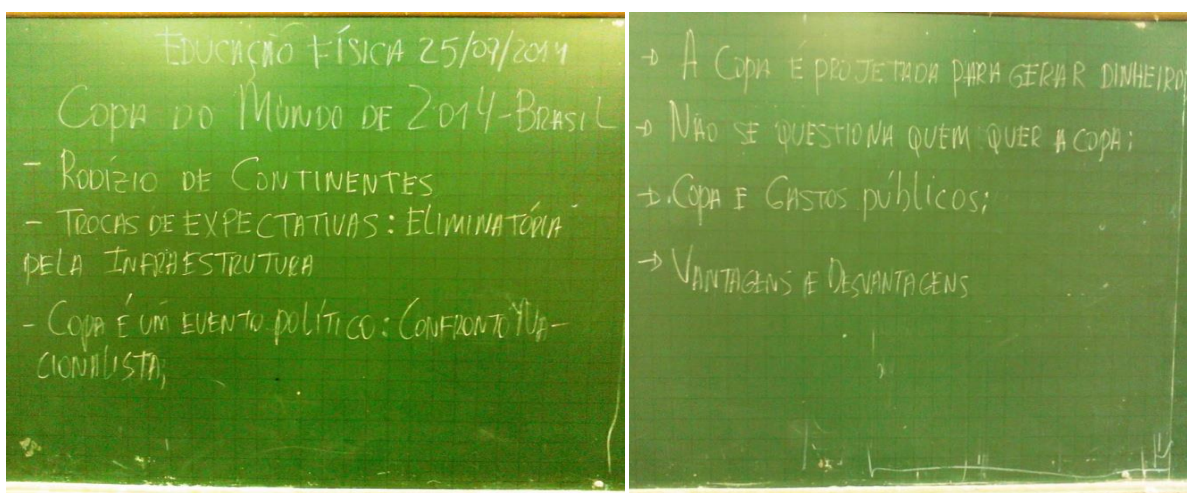 EDUCAÇÃO FÍSICA 25/09/2014
COPA DO MUNDO DE 2014-BRASIL
- RODÍZIO DE CONTINENTES
- TROCAS DE EXPECTATIVAS: ELIMINATÓRIA
PELA INFRAESTRUTURA
- COPA É UM EVENTO POLÍTICO: CONFRONTO NA-
CIONALISTA;
→ A COPA É PROJETADA PARA GERAR DINHEIRO;
→ NÃO SE QUESTIONA QUEM QUER A COPA;
→ COPA E GASTOS PÚBLICOS;
→ VANTAGENS E DESVANTAGENS